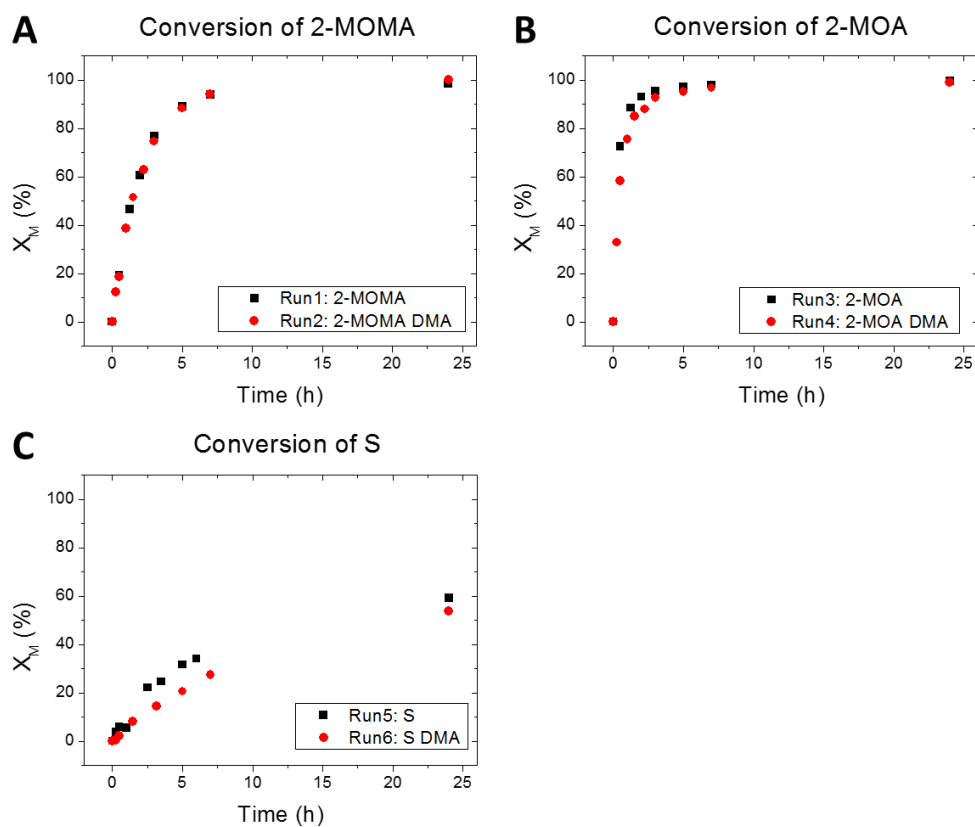 A
Conversion of 2-MOMA
X_M (%)
100
80
60
40
20
0
Run1: 2-MOMA
Run2: 2-MOMA DMA
0
5
10
15
20
25
Time (h)
B
Conversion of 2-MOA
X_M (%)
100
80
60
40
20
0
Run3: 2-MOA
Run4: 2-MOA DMA
0
5
10
15
20
25
Time (h)
C
Conversion of S
X_M (%)
100
80
60
40
20
0
Run5: S
Run6: S DMA
0
5
10
15
20
25
Time (h)